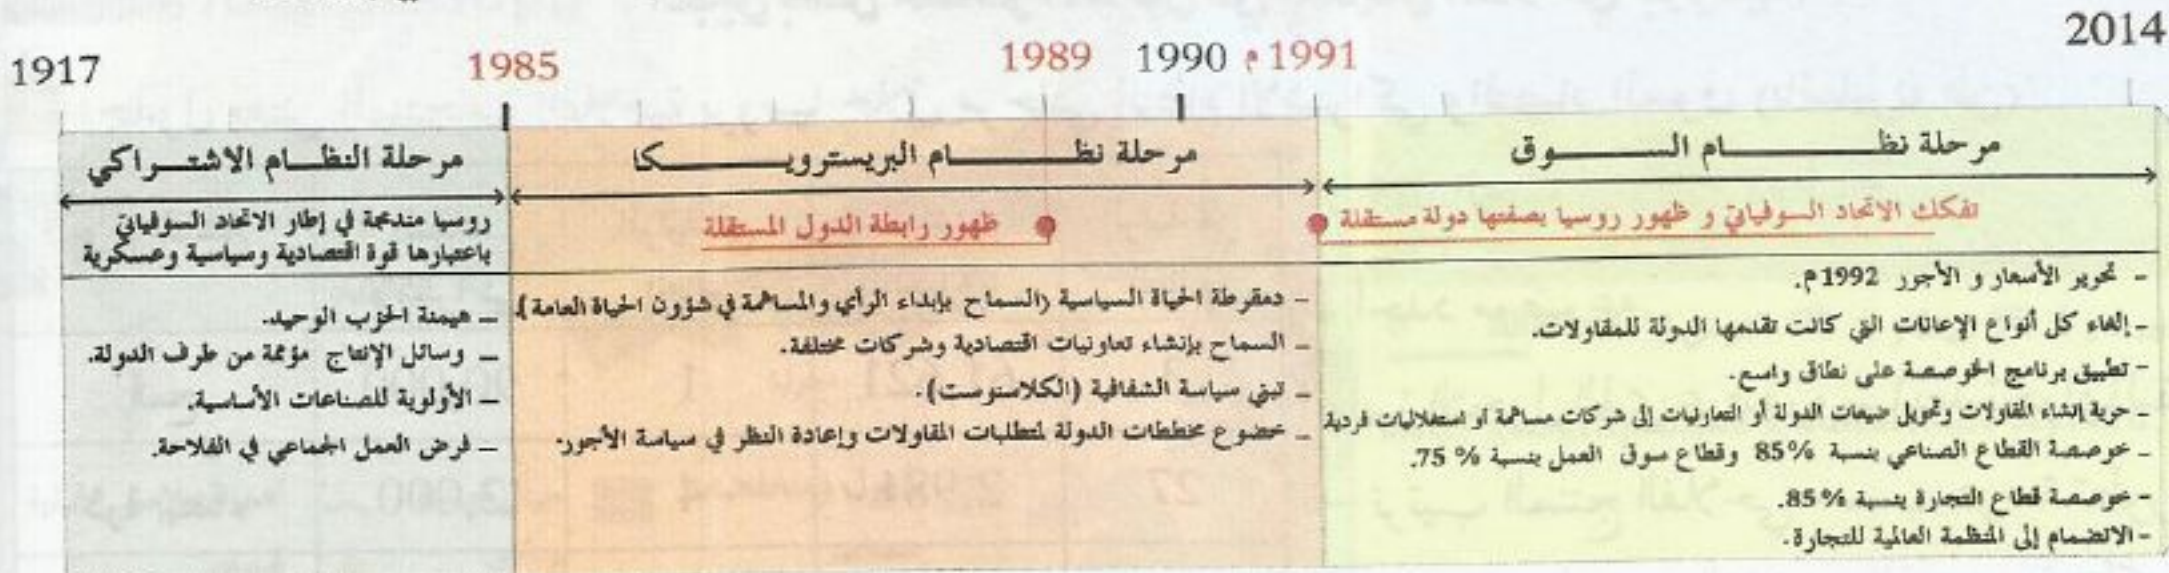 1917
1985
1989
1990
1991 م
2014
مرحلة النظام الاشتراكي
روسيا مندمجة في إطار الاتحاد السوفياتي
باعتبارها قوة اقتصادية وسياسية وعسكرية
– هيمنة الحزب الوحيد.
– وسائل الإنتاج مؤممة من طرف الدولة.
– الأولوية للصناعات الأساسية.
– فرض العمل الجماعي في الفلاحة.
مرحلة نظام البريسترويكا
ظهور رابطة الدول المستقلة
– دمقرطة الحياة السياسية (السماح بإبداء الرأي والمساهمة في شؤون الحياة العامة).
– السماح بإنشاء تعاونيات اقتصادية وشركات مختلفة.
– تبني سياسة الشفافية (الكلاسنوست).
– خضوع مخططات الدولة لمتطلبات المقاولات وإعادة النظر في سياسة الأجور.
مرحلة نظام السوق
تفكك الاتحاد السوفياتي و ظهور روسيا بصفتها دولة مستقلة
- تحرير الأسعار و الأجور 1992م.
- إلغاء كل أنواع الإعانات التي كانت تقدمها الدولة للمقاولات.
- تطبيق برنامج الخوصصة على نطاق واسع.
- حرية إنشاء المقاولات وتحويل ضيعات الدولة أو التعاونيات إلى شركات مساهمة أو استغلاليات فردية
- خوصصة القطاع الصناعي بنسبة 85% وقطاع سوق العمل بنسبة 75 %.
- خوصصة قطاع التجارة بنسبة 85%.
- الانضمام إلى المنظمة العالمية للتجارة.